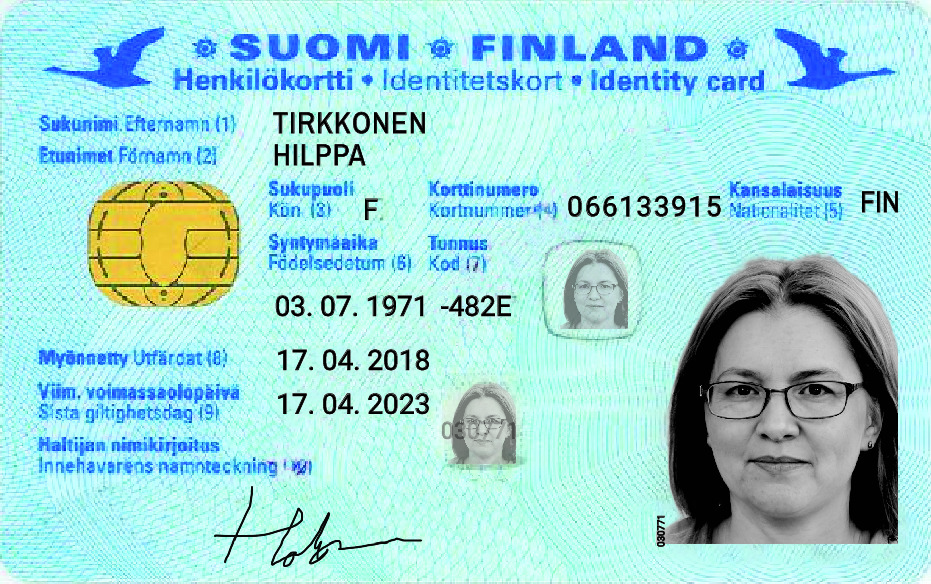 SUOMI FINLAND
Henkilökortti • Identitetskort • Identity card
Sukunimi Efternamn (1) TIRKKONEN
Etunimet Förnamn (2) HILPPA
Sukupuoli Korttinumero Kansalaisuus
Kön (3) F Kortnummer (4) 066133915 Nationalitet (5) FIN
Syntymäaika Tunnus
Födelsedetum (6) Kod (7)
03. 07. 1971 -482E
Myönnetty Utfärdat (8) 17. 04. 2018
Viim. voimassaolopäivä 17. 04. 2023
Sista giltighetsdag (9)
030771
Haltijan nimikirjoitus
Innehavarens namnteckning
030771